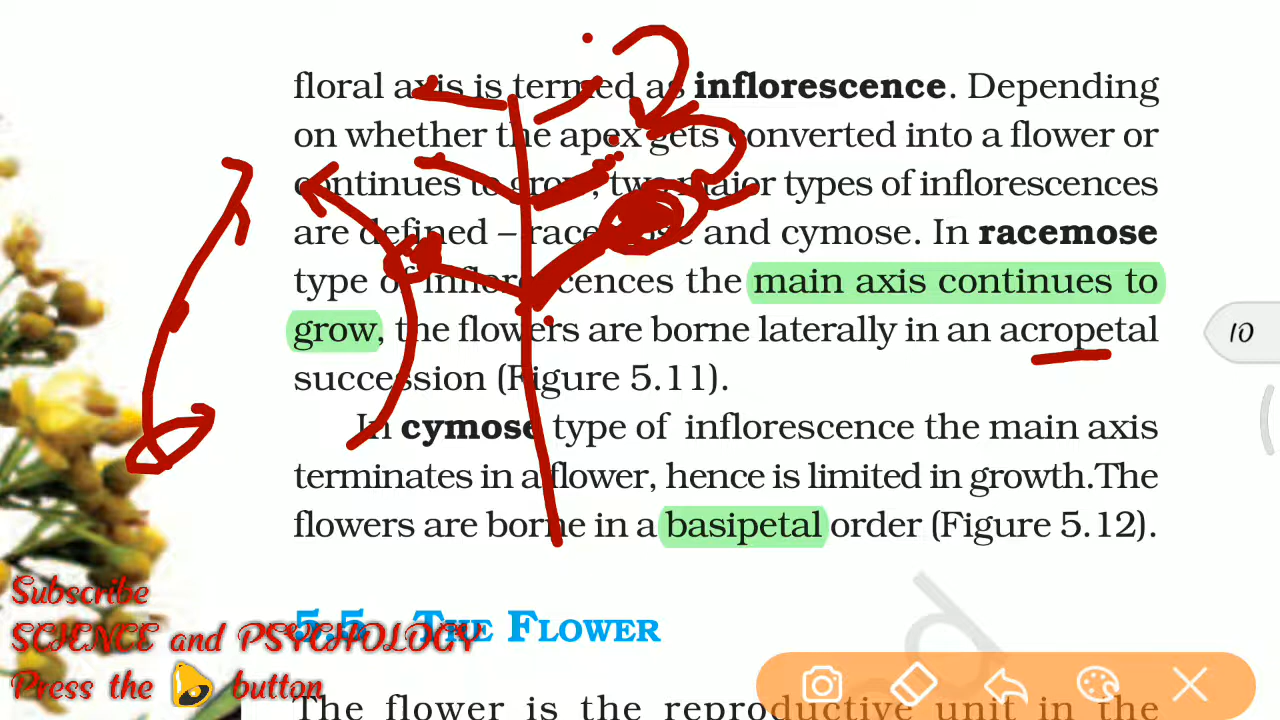 floral axis is termed as inflorescence. Depending
on whether the apex gets converted into a flower or
continues to grow, two major types of inflorescences
are defined – racemose and cymose. In racemose
type of inflorescences the main axis continues to
grow, the flowers are borne laterally in an acropetal
succession (Figure 5.11).
In cymose type of inflorescence the main axis
terminates in a flower, hence is limited in growth.The
flowers are borne in a basipetal order (Figure 5.12).
10
5.5 THE FLOWER
Subscribe
SCIENCE and PSYCHOLOGY
Press the button
The flower is the reproductive unit in the